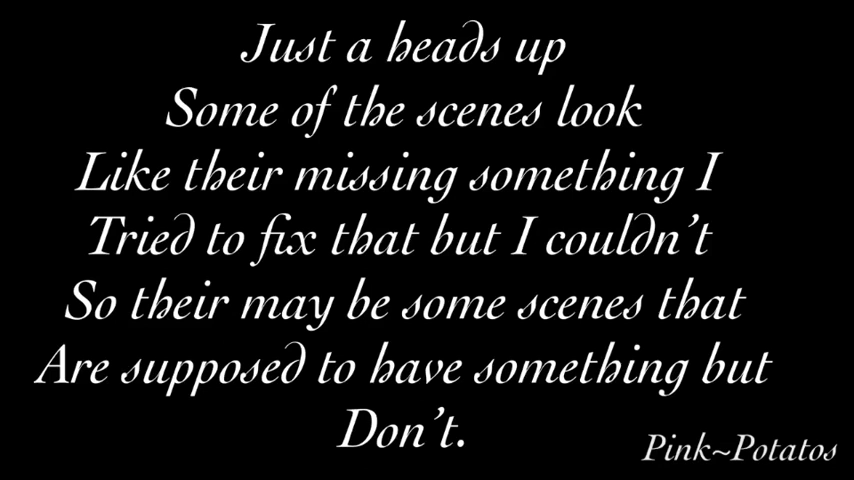 Just a heads up
Some of the scenes look
Like their missing something I
Tried to fix that but I couldn't
So their may be some scenes that
Are supposed to have something but
Don't.
Pink~Potatos